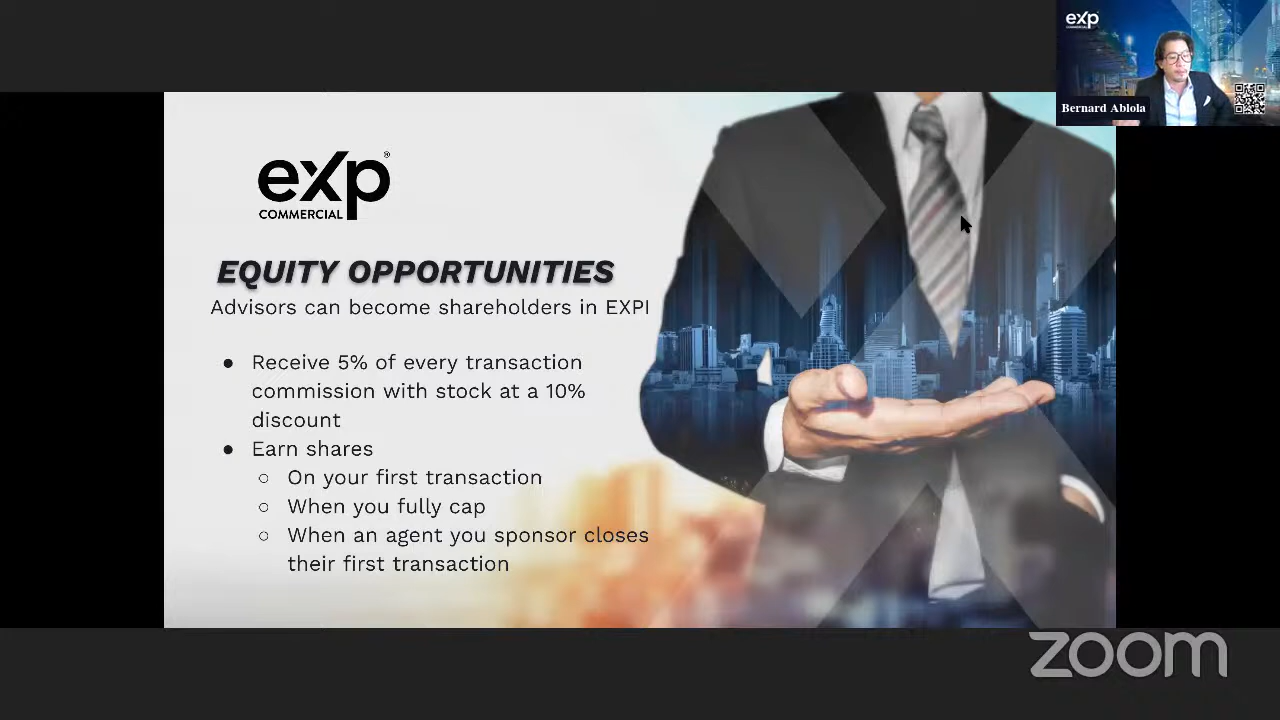 exp
COMMERCIAL
Bernard Ablola
exp®
COMMERCIAL
EQUITY OPPORTUNITIES
Advisors can become shareholders in EXPI
● Receive 5% of every transaction
commission with stock at a 10%
discount
● Earn shares
○ On your first transaction
○ When you fully cap
○ When an agent you sponsor closes
their first transaction
zoom